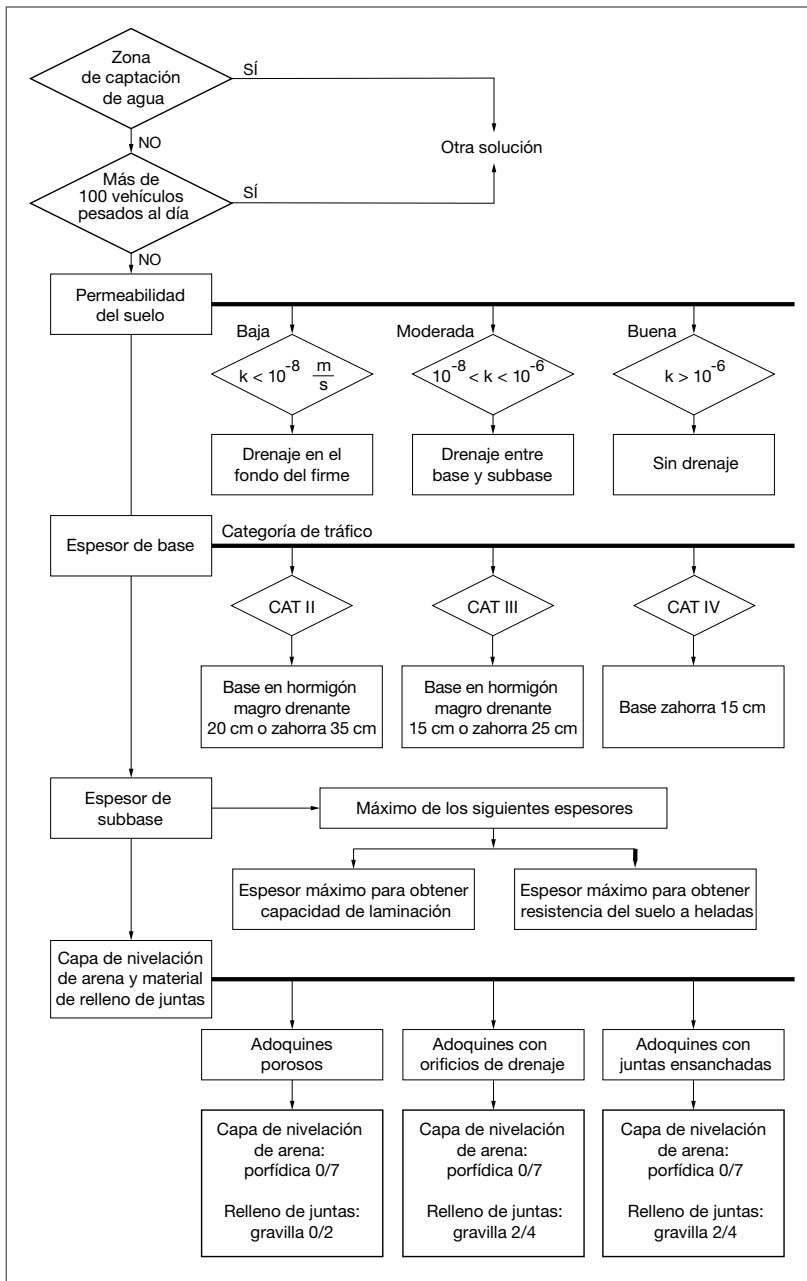 Zona
de captación
de agua
SÍ
NO
Otra solución
Más de
100 vehículos
pesados al día
SÍ
NO
Permeabilidad
del suelo
Baja
k < 10-8 m/s
Drenaje en el
fondo del firme
Moderada
10-8 < k < 10-6
Drenaje entre
base y subbase
Buena
k > 10-6
Sin drenaje
Espesor de base
Categoría de tráfico
CAT II
Base en hormigón
magro drenante
20 cm o zahorra 35 cm
CAT III
Base en hormigón
magro drenante
15 cm o zahorra 25 cm
CAT IV
Base zahorra 15 cm
Espesor de
subbase
Máximo de los siguientes espesores
Espesor máximo para obtener
capacidad de laminación
Espesor máximo para obtener
resistencia del suelo a heladas
Capa de nivelación
de arena y material
de relleno de juntas
Adoquines
porosos
Capa de nivelación
de arena:
porfídica 0/7
Relleno de juntas:
gravilla 0/2
Adoquines con
orificios de drenaje
Capa de nivelación
de arena:
porfídica 0/7
Relleno de juntas:
gravilla 2/4
Adoquines con
juntas ensanchadas
Capa de nivelación
de arena:
porfídica 0/7
Relleno de juntas:
gravilla 2/4